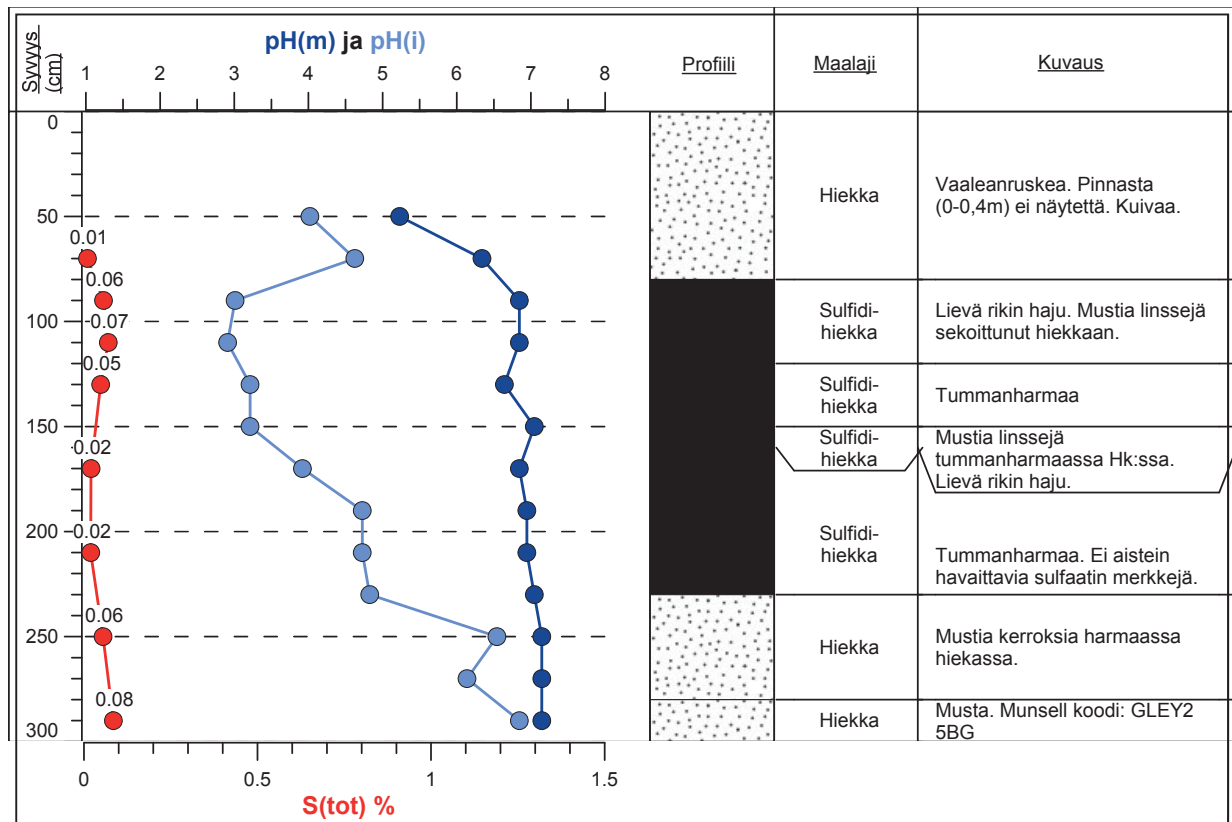 Syvyys
(cm)
pH(m) ja pH(i)
1 2 3 4 5 6 7 8
Profiili
Maalaji
Kuvaus
0
50
100
150
200
250
300
0.01
0.06
0.07
0.05
0.02
0.02
0.06
0.08
Hiekka
Vaaleanruskea. Pinnasta
(0-0,4m) ei näytettä. Kuivaa.
Sulfidi-
hiekka
Lievä rikin haju. Mustia linssejä
sekoittunut hiekkaan.
Sulfidi-
hiekka
Tummanharmaa
Sulfidi-
hiekka
Mustia linssejä
tummanharmaassa Hk:ssa.
Lievä rikin haju.
Sulfidi-
hiekka
Tummanharmaa. Ei aistein
havaittavia sulfaatin merkkejä.
Hiekka
Mustia kerroksia harmaassa
hiekassa.
Hiekka
Musta. Munsell koodi: GLEY2
5BG
0 0.5 1 1.5
S(tot) %